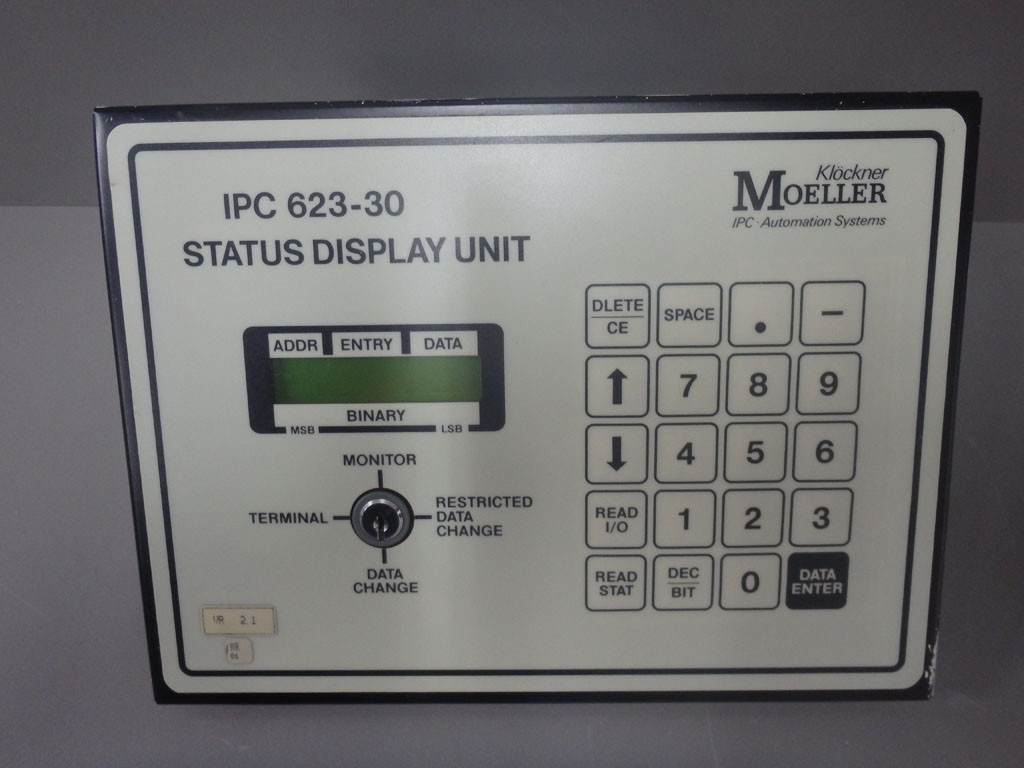 Klöckner
MOELLER
IPC·Automation Systems
IPC 623-30
STATUS DISPLAY UNIT
ADDR ENTRY DATA
BINARY
MSB LSB
MONITOR
TERMINAL
RESTRICTED
DATA
CHANGE
DATA
CHANGE
DLETE
CE
SPACE
.
–
↑
7
8
9
↓
4
5
6
READ
I/O
1
2
3
READ
STAT
DEC
BIT
0
DATA
ENTER
VR 2.1